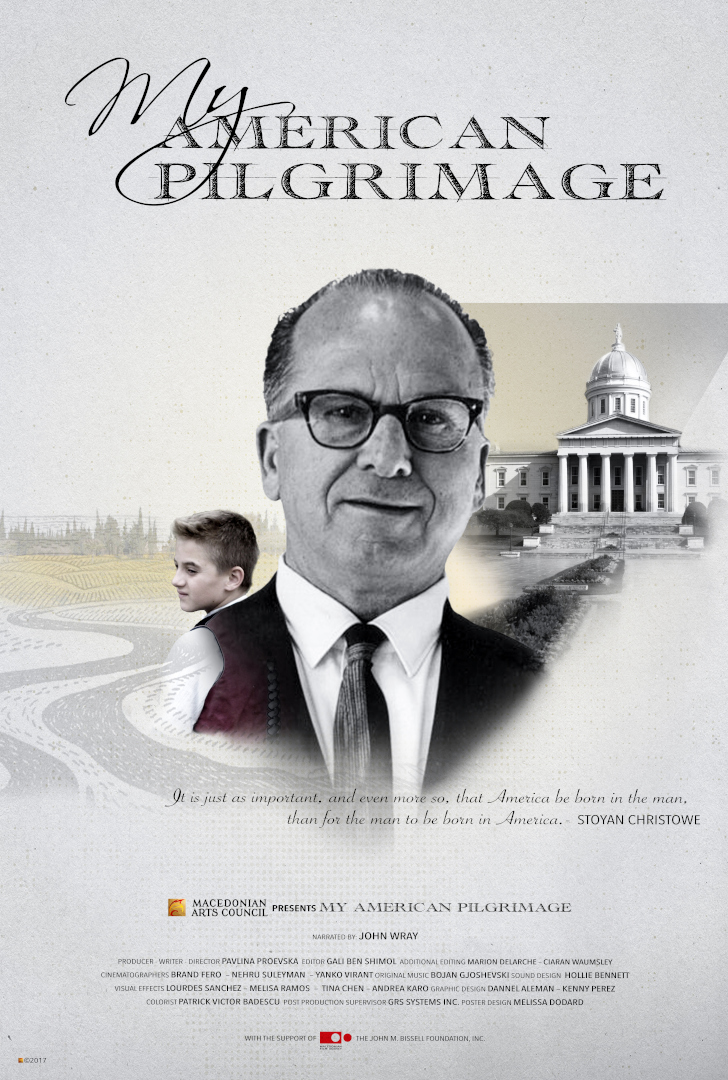 My
AMERICAN
PILGRIMAGE
It is just as important, and even more so, that America be born in the man,
than for the man to be born in America. - STOYAN CHRISTOWE
MACEDONIAN
ARTS COUNCIL PRESENTS MY AMERICAN PILGRIMAGE
NARRATED BY JOHN WRAY
PRODUCER - WRITER - DIRECTOR PAVLINA PROEVSKA EDITOR GALI BEN SHIMOL ADDITIONAL EDITING MARION DELARCHE - CIARAN WAUMSLEY
CINEMATOGRAPHERS BRAND FERO - NEHRU SULEYMAN - YANKO VIRANT ORIGINAL MUSIC BOJAN GJOSHEVSKI SOUND DESIGN HOLLIE BENNETT
VISUAL EFFECTS LOURDES SANCHEZ - MELISA RAMOS - TINA CHEN - ANDREA KARO GRAPHIC DESIGN DANNEL ALEMAN - KENNY PEREZ
COLORIST PATRICK VICTOR BADESCU POST PRODUCTION SUPERVISOR GRS SYSTEMS INC. POSTER DESIGN MELISSA DODARD
WITH THE SUPPORT OF THE JOHN M. BISSELL FOUNDATION, INC.
©2017